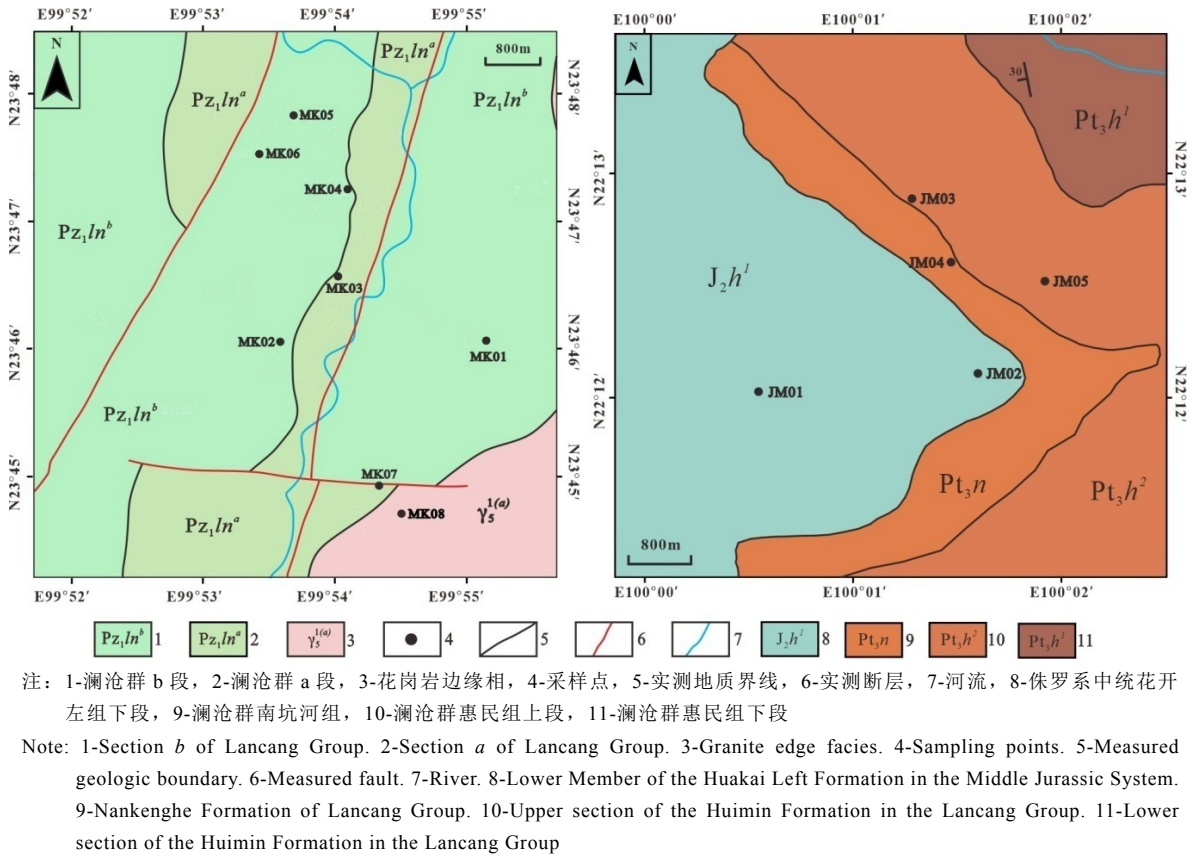 E99°52′ E99°53′ E99°54′ E99°55′
E100°00′ E100°01′ E100°02′
N
800m
Pz₁lnᵃ
Pz₁lnᵃ
Pz₁lnᵇ
N23°48′
N23°48′
MK05
MK06
MK04
N23°47′
N23°47′
Pz₁lnᵇ
MK03
MK02
MK01
N23°46′
N23°46′
Pz₁lnᵇ
N23°45′
N23°45′
MK07
MK08
Pz₁lnᵃ
γ₅¹⁽ᵃ⁾
E99°52′ E99°53′ E99°54′ E99°55′
N
30
Pt₃h¹
N22°13′
N22°13′
JM03
JM04
JM05
J₂h¹
JM02
JM01
N22°12′
N22°12′
Pt₃n
Pt₃h²
800m
E100°00′ E100°01′ E100°02′
Pz₁lnᵇ 1 Pz₁lnᵃ 2 γ₅¹⁽ᵃ⁾ 3 4 5 6 7 J₂h¹ 8 Pt₃n 9 Pt₃h² 10 Pt₃h¹ 11
注：1-澜沧群 b 段，2-澜沧群 a 段，3-花岗岩边缘相，4-采样点，5-实测地质界线，6-实测断层，7-河流，8-侏罗系中统花开
左组下段，9-澜沧群南坑河组，10-澜沧群惠民组上段，11-澜沧群惠民组下段
Note: 1-Section b of Lancang Group. 2-Section a of Lancang Group. 3-Granite edge facies. 4-Sampling points. 5-Measured
geologic boundary. 6-Measured fault. 7-River. 8-Lower Member of the Huakai Left Formation in the Middle Jurassic System.
9-Nankenghe Formation of Lancang Group. 10-Upper section of the Huimin Formation in the Lancang Group. 11-Lower
section of the Huimin Formation in the Lancang Group